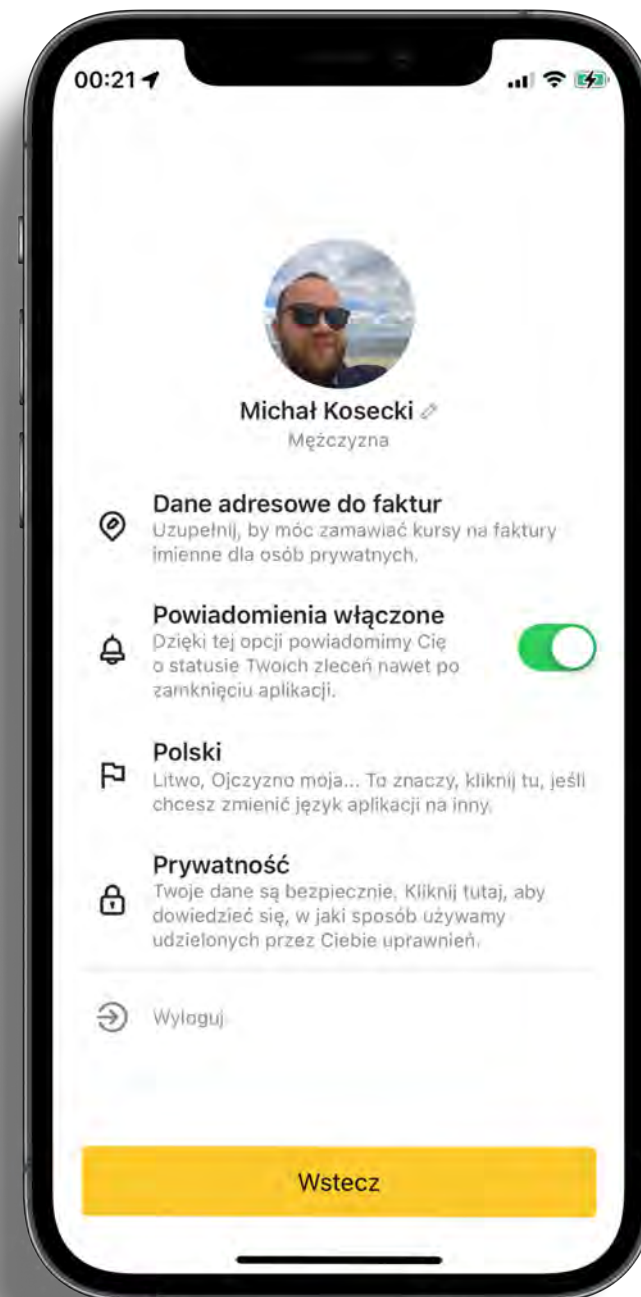 00:21
Michał Kosecki
Mężczyzna
Dane adresowe do faktur
Uzupełnij, by móc zamawiać kursy na faktury
imienne dla osób prywatnych.
Powiadomienia włączone
Dzięki tej opcji powiadomimy Cię
o statusie Twoich zleceń nawet po
zamknięciu aplikacji.
Polski
Litwo, Ojczyzno moja... To znaczy, kliknij tu, jeśli
chcesz zmienić język aplikacji na inny.
Prywatność
Twoje dane są bezpiecznie. Kliknij tutaj, aby
dowiedzieć się, w jaki sposób używamy
udzielonych przez Ciebie uprawnień.
Wyloguj
Wstecz